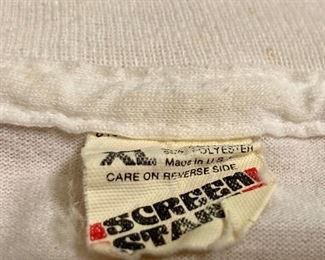 XL POLYESTER
MADE IN U.S.
CARE ON REVERSE SIDE
SCREEN
STAR